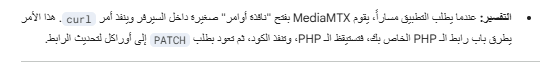 • التفسير: عندما يطلب التطبيق مساراً، يقوم MediaMTX بفتح "نافذة أوامر" صغيرة داخل السيرفر وينفذ أمر curl . هذا الأمر
يطرق باب رابط الـ PHP الخاص بك، فتستيقظ الـ PHP، وتنفذ الكود، ثم تعود بطلب PATCH إلى أوراكل لتحديث الرابط.